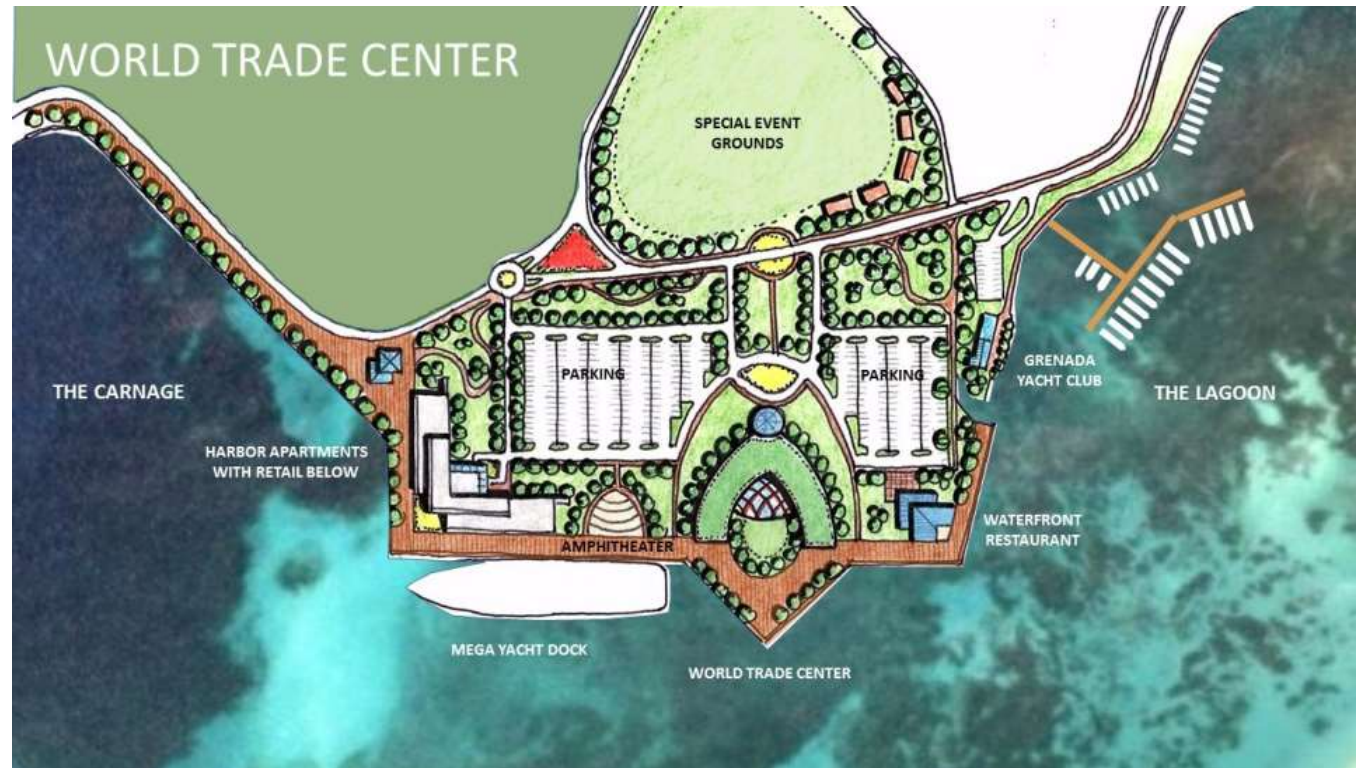 WORLD TRADE CENTER
SPECIAL EVENT
GROUNDS
PARKING
PARKING
GRENADA
YACHT CLUB
THE CARNAGE
THE LAGOON
HARBOR APARTMENTS
WITH RETAIL BELOW
WATERFRONT
RESTAURANT
AMPHITHEATER
MEGA YACHT DOCK
WORLD TRADE CENTER